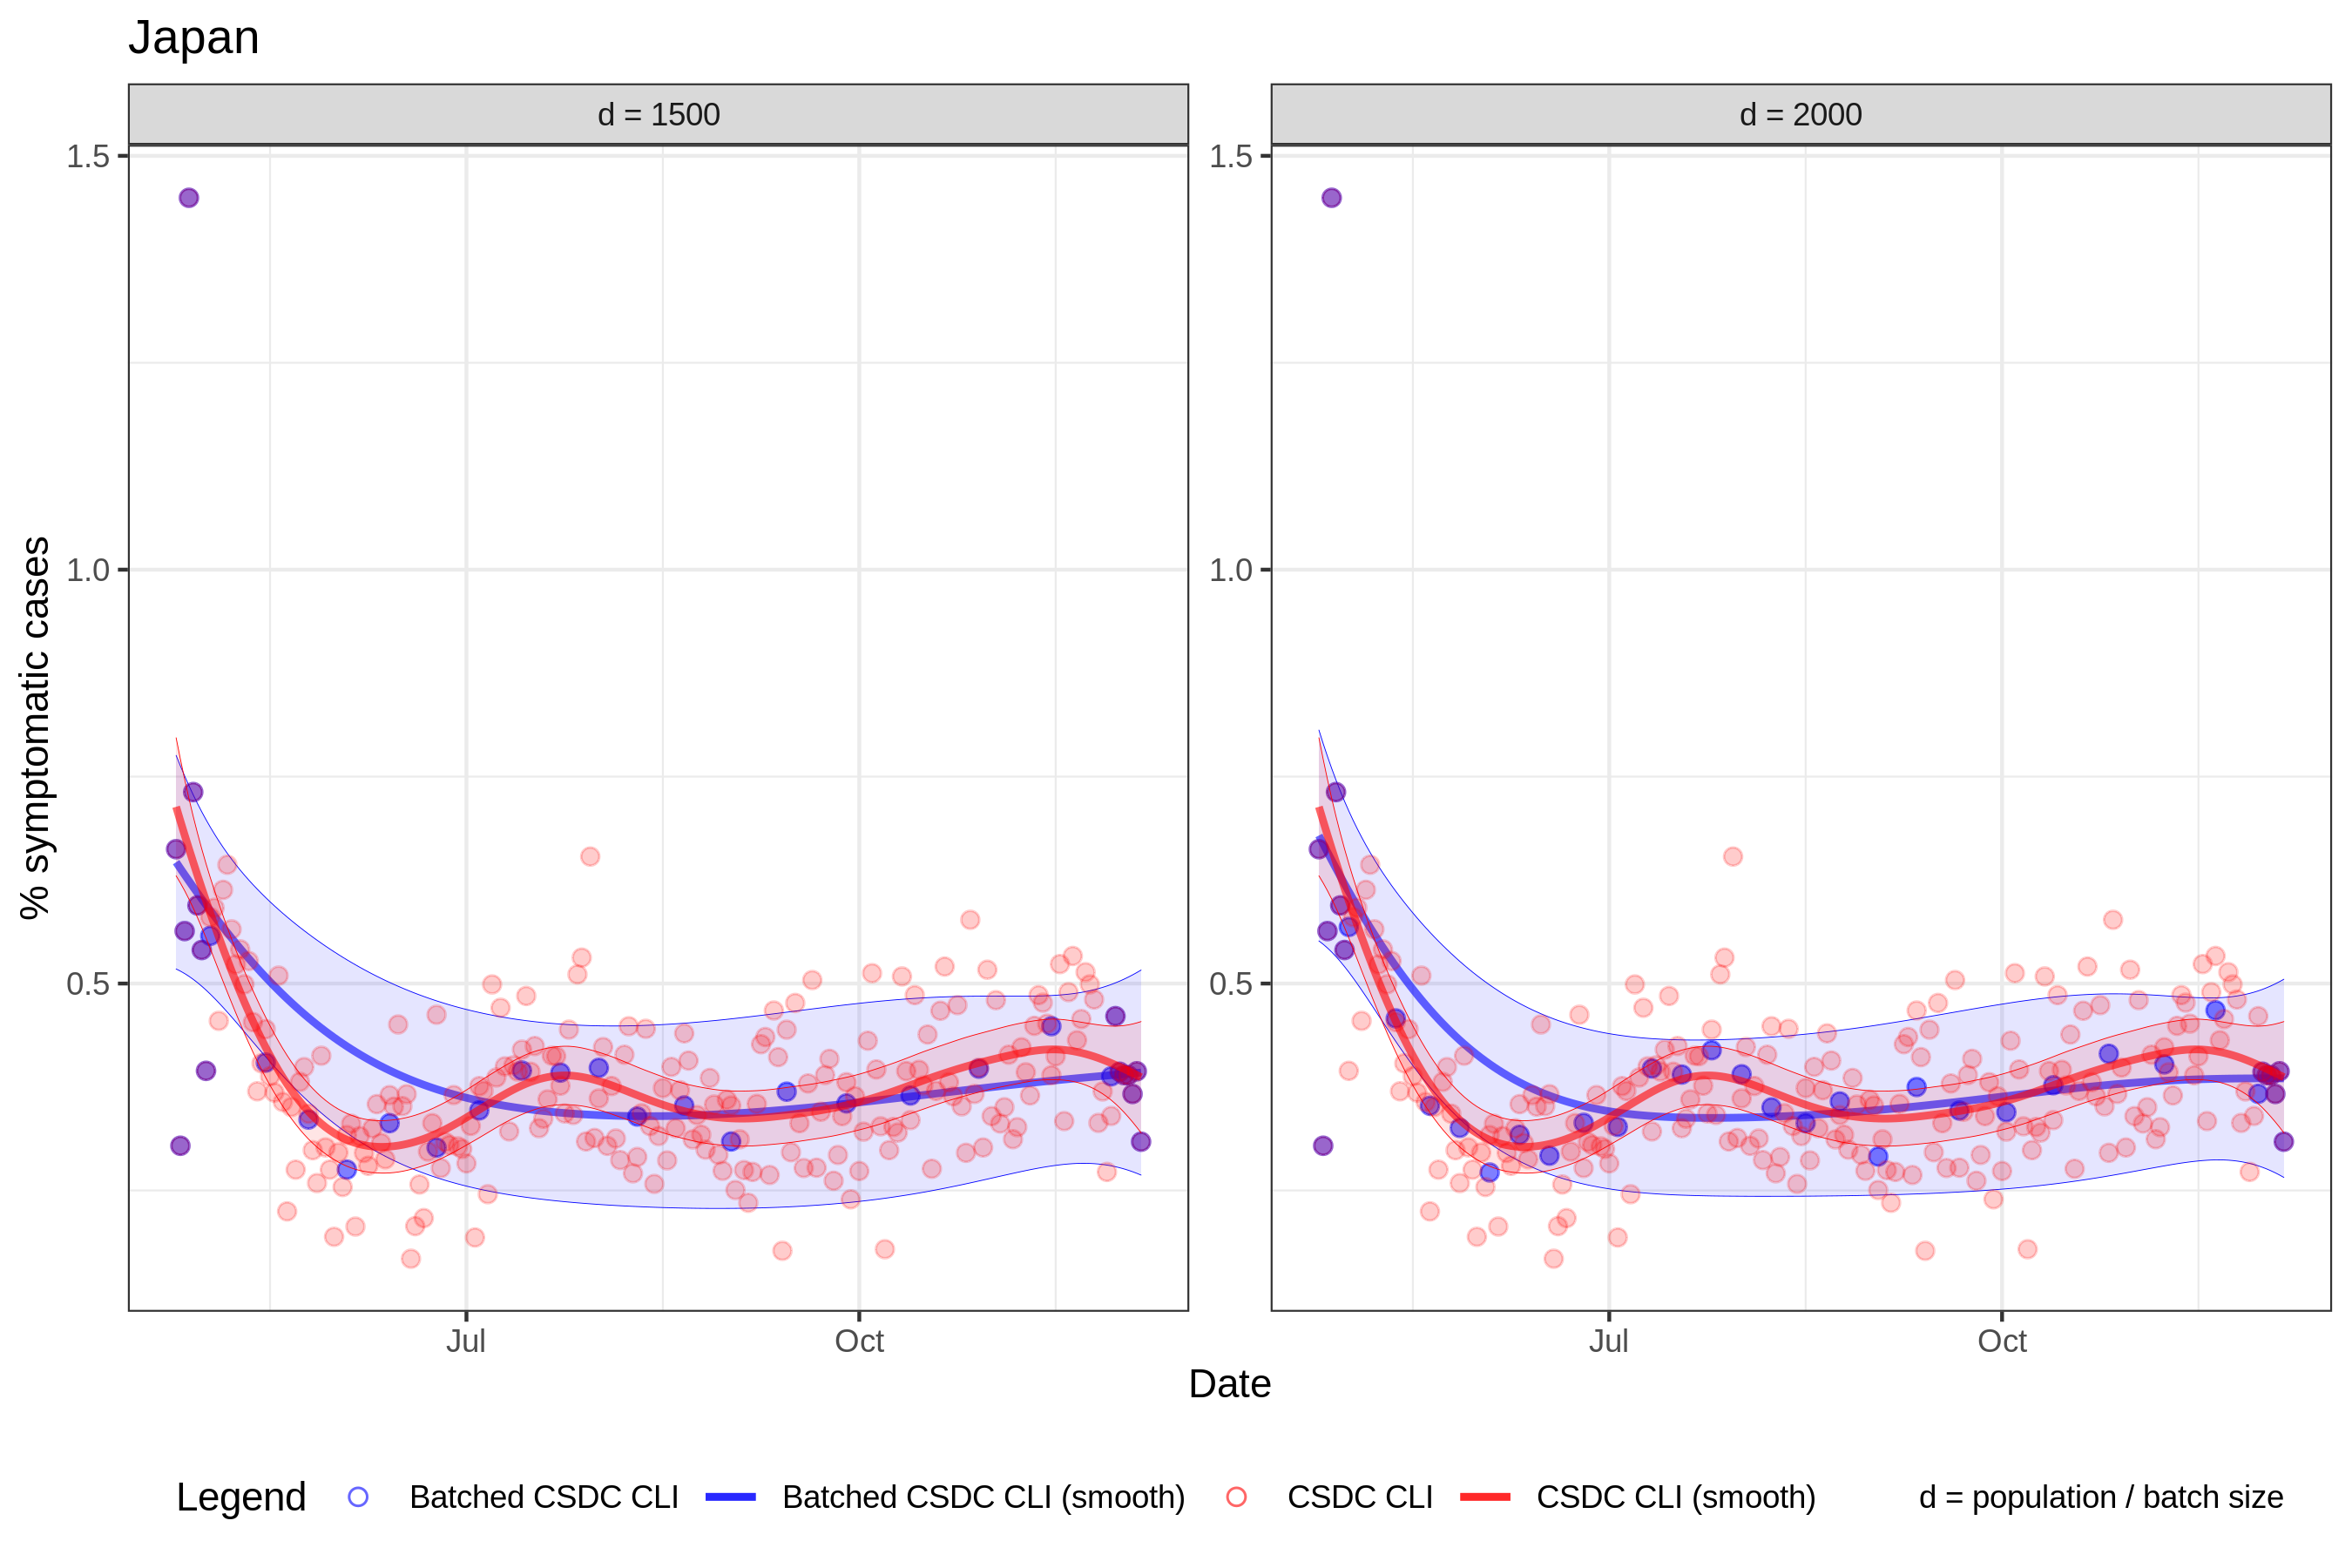 Japan
d = 1500
d = 2000
1.5
1.0
0.5
1.5
1.0
0.5
% symptomatic cases
Jul
Oct
Jul
Oct
Date
Legend
Batched CSDC CLI
Batched CSDC CLI (smooth)
CSDC CLI
CSDC CLI (smooth)
d = population / batch size